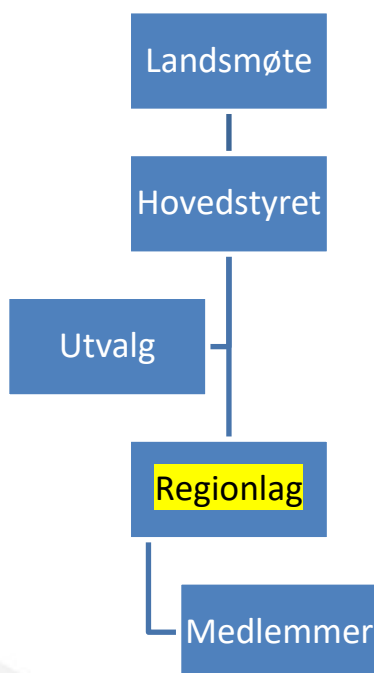 Landsmøte
Hovedstyret
Utvalg
Regionlag
Medlemmer